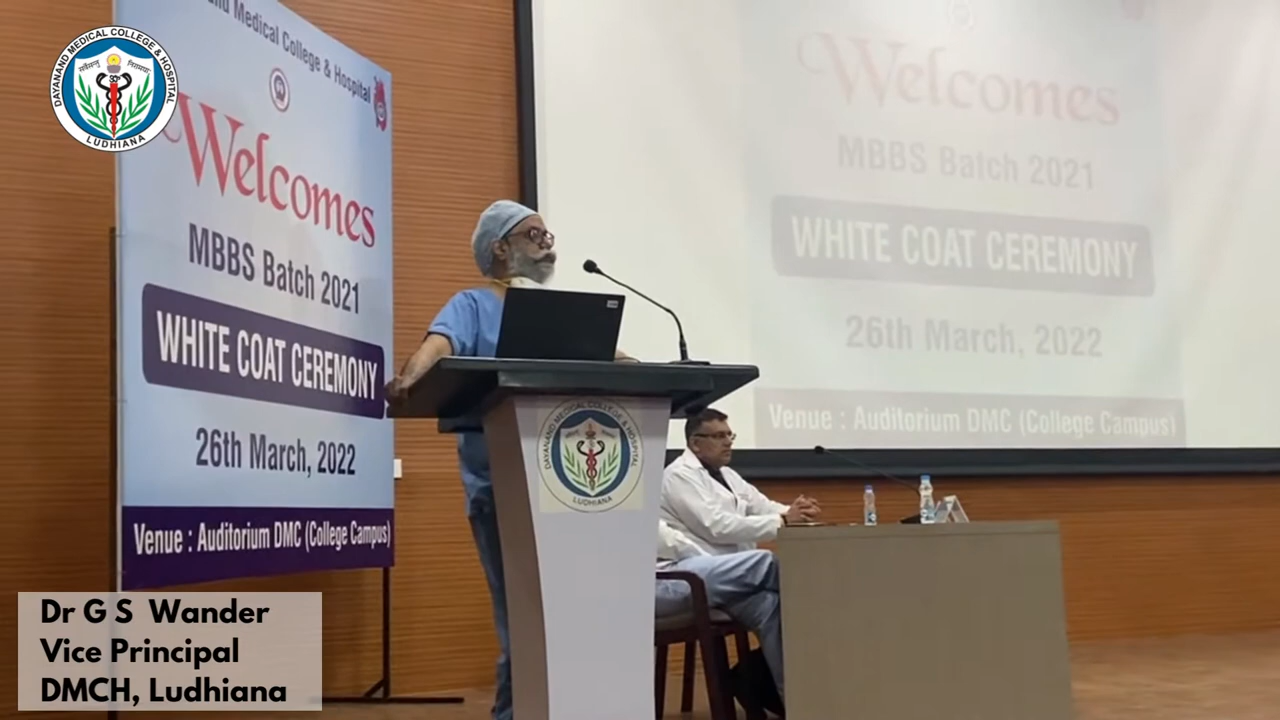 DAYANAND MEDICAL COLLEGE & HOSPITAL
LUDHIANA
Medical College & Hospital
Welcomes
MBBS Batch 2021
WHITE COAT CEREMONY
26th March, 2022
Venue : Auditorium DMC (College Campus)
Welcomes
MBBS Batch 2021
WHITE COAT CEREMONY
26th March, 2022
Venue : Auditorium DMC (College Campus)
DAYANAND MEDICAL COLLEGE & HOSPITAL
LUDHIANA
Dr G S Wander
Vice Principal
DMCH, Ludhiana